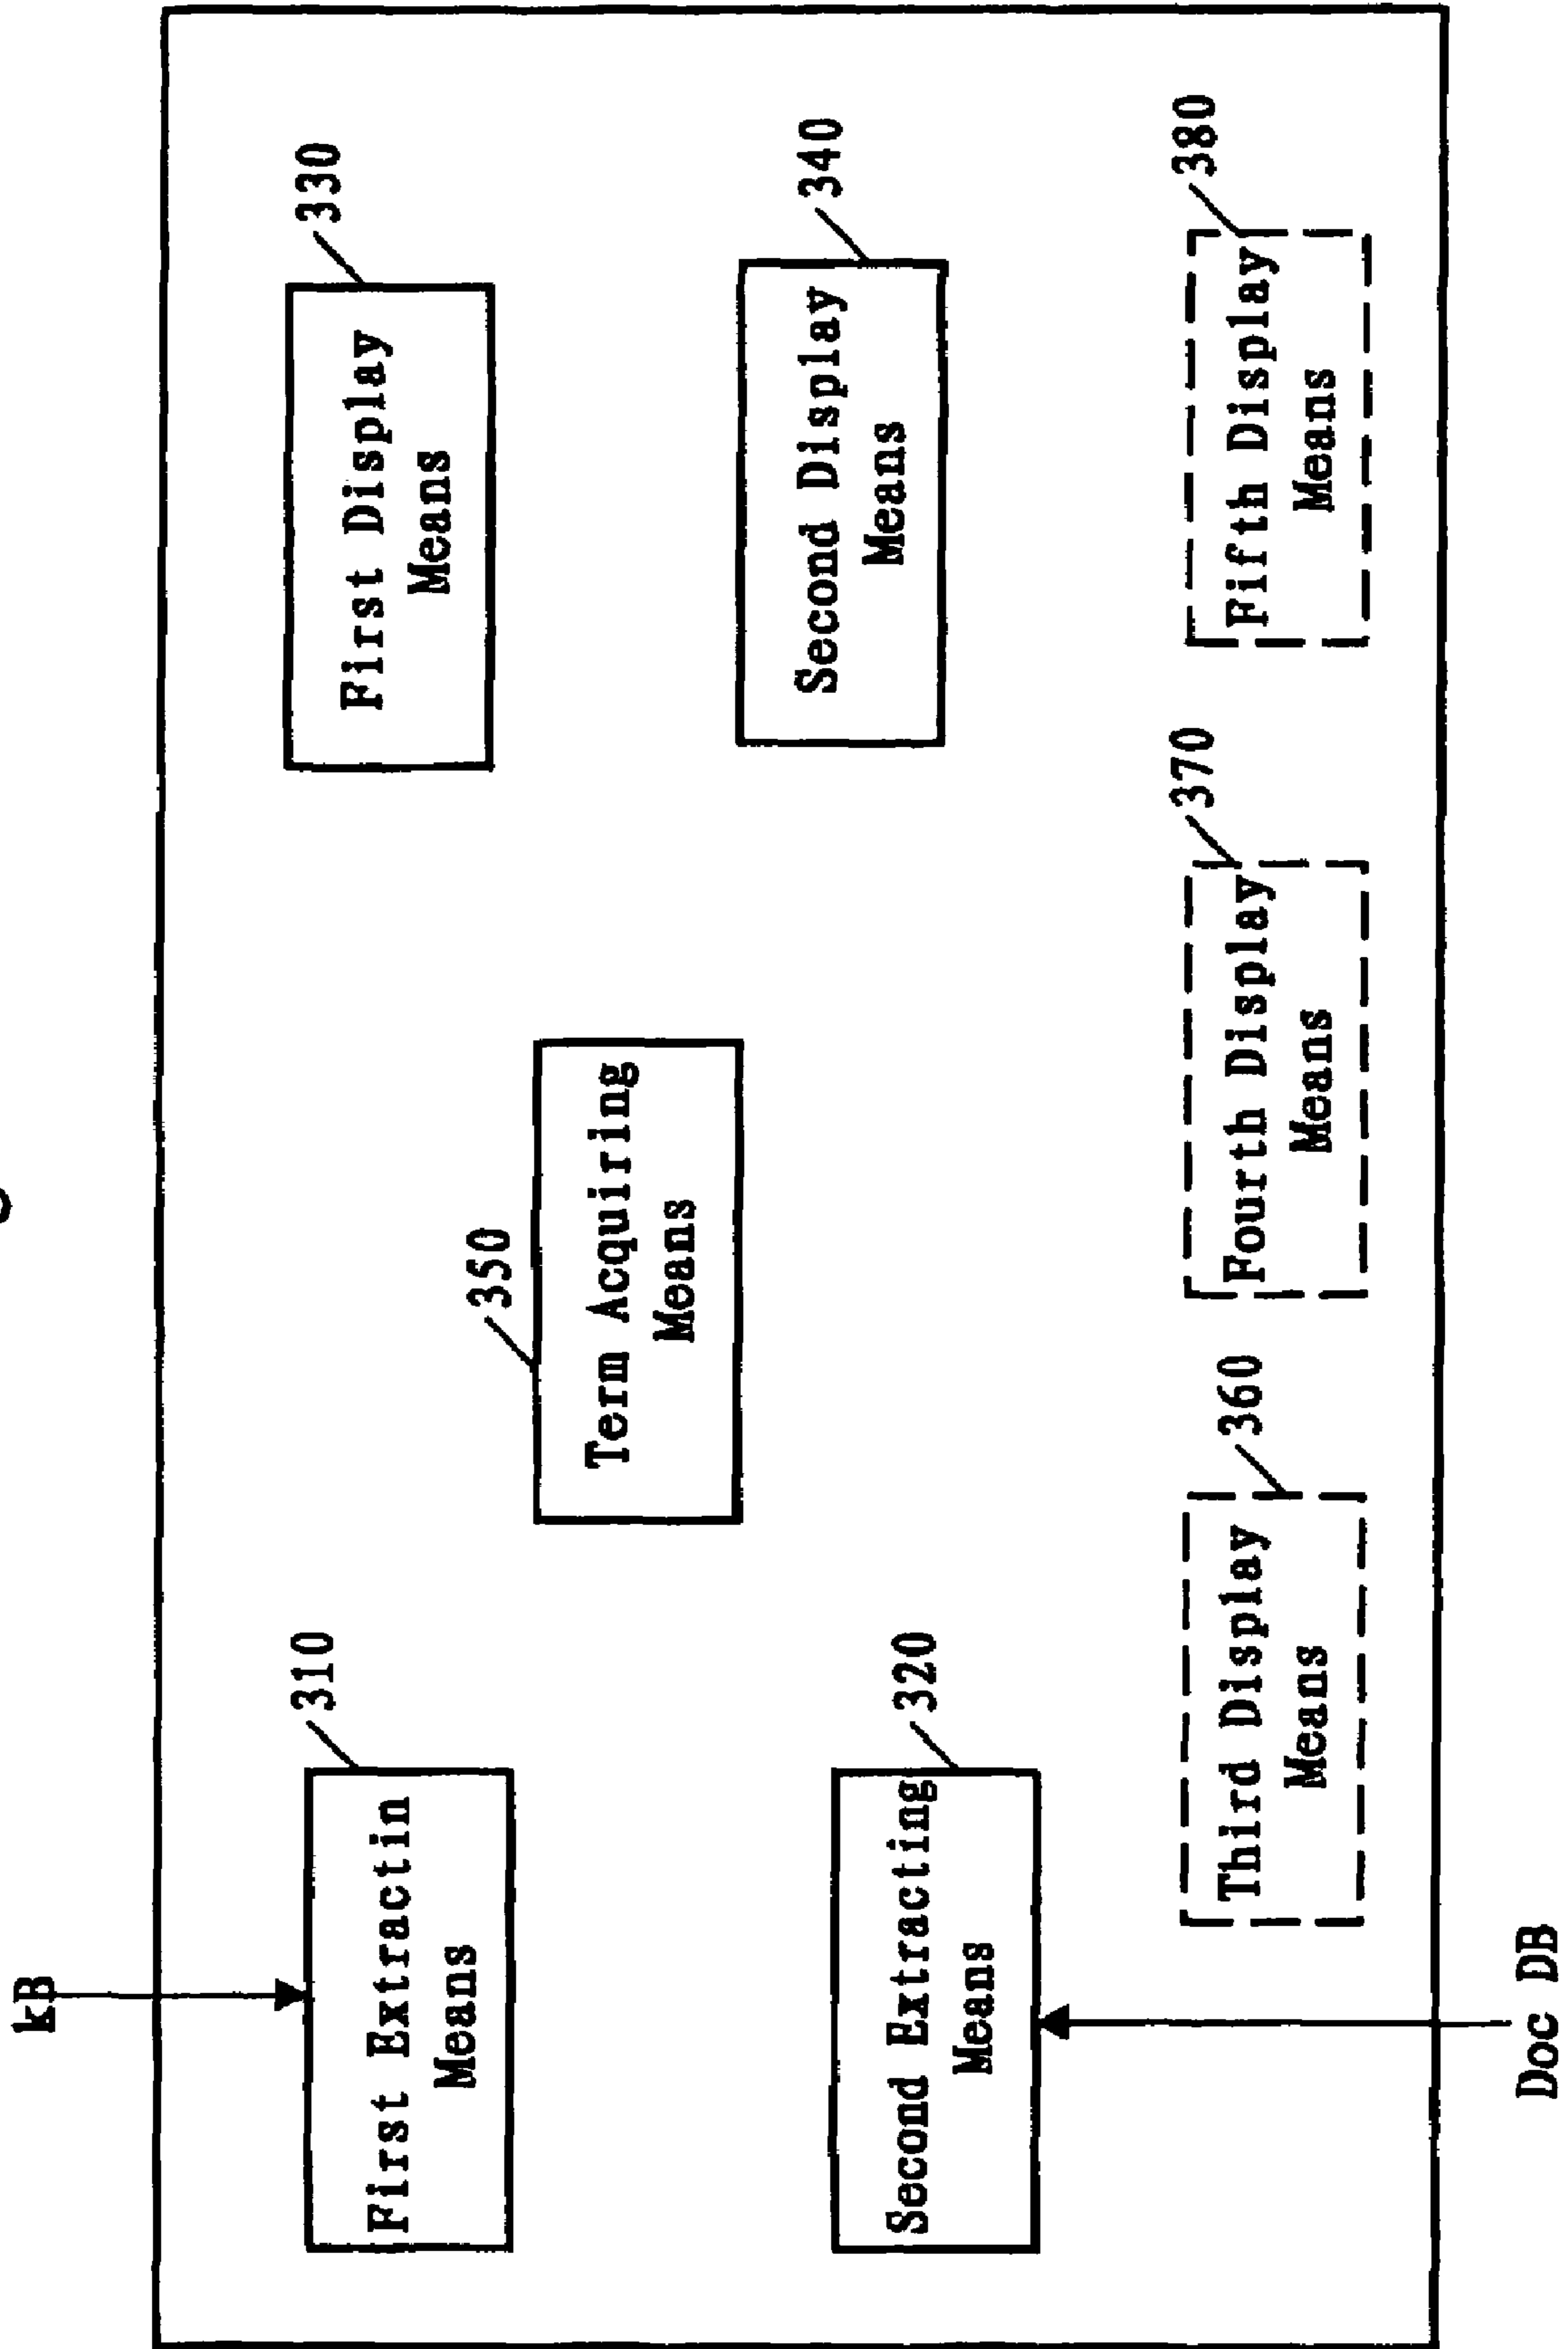 kB
310
First Extractin
Means
330
First Display
Means
350
Term Acquiring
Means
320
Second Extracting
Means
340
Second Display
Means
360
Third Display
Means
370
Fourth Display
Means
380
Fifth Display
Means
Doc DB